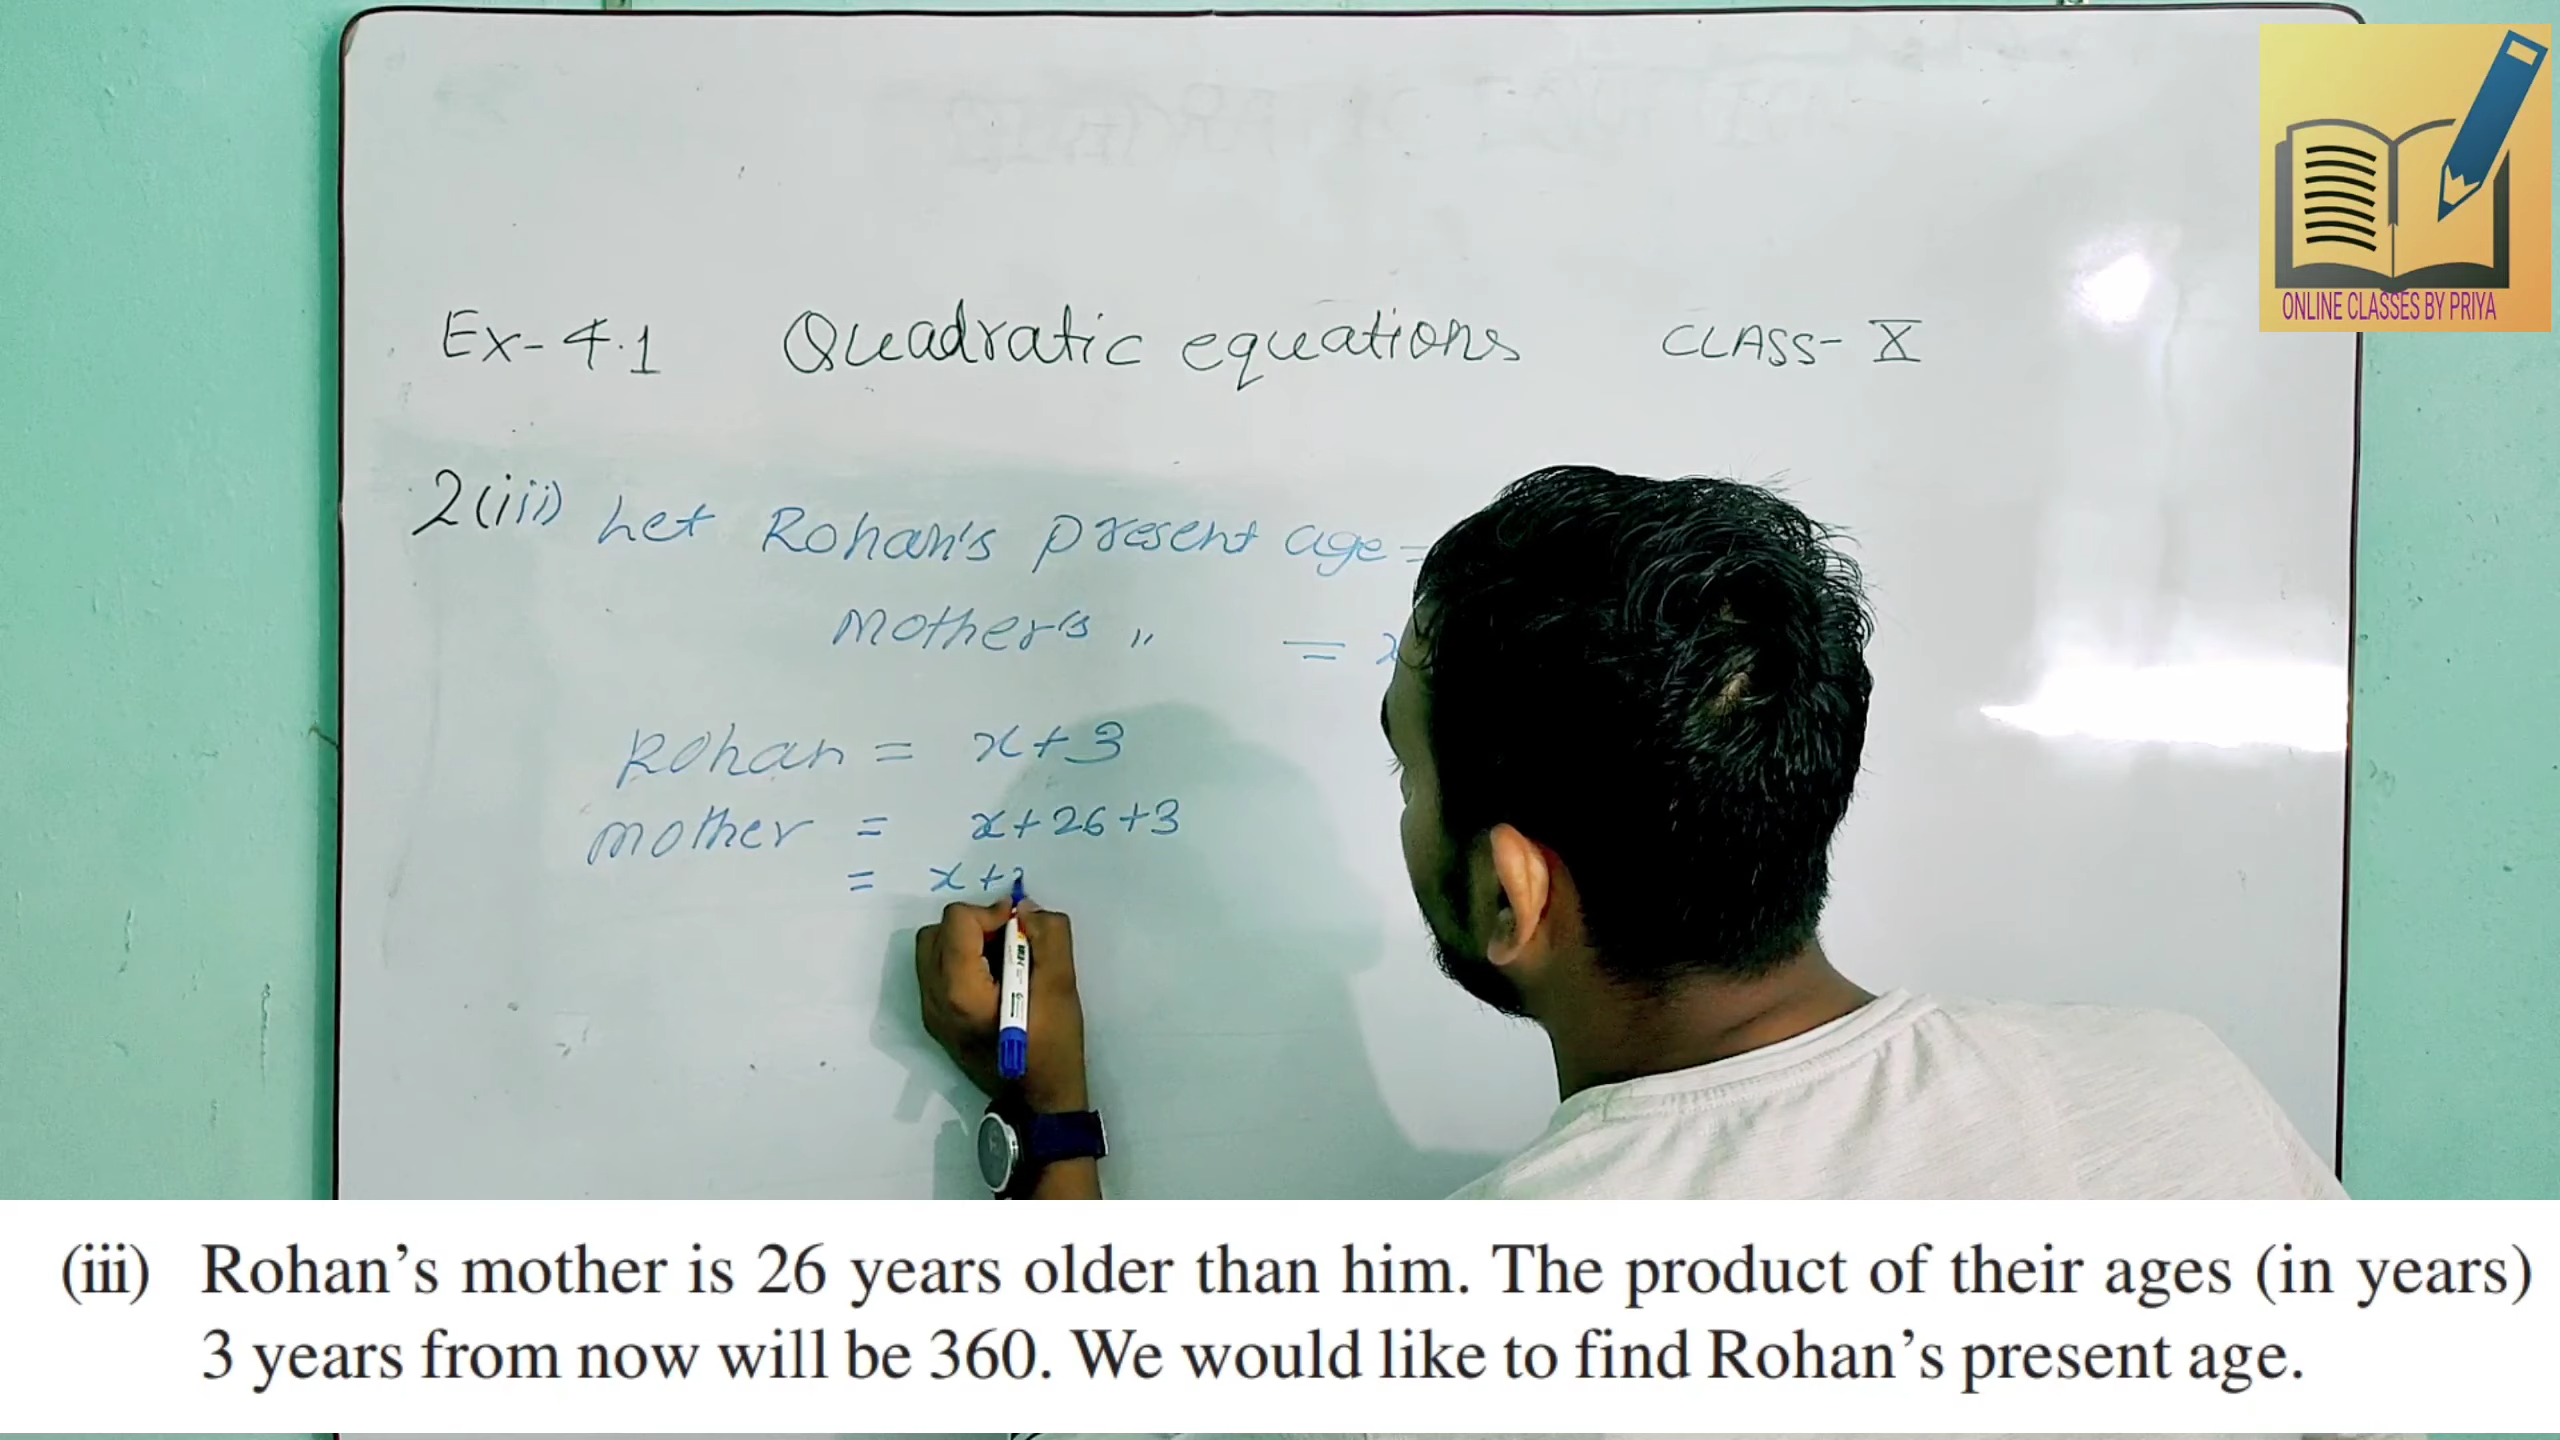 ONLINE CLASSES BY PRIYA
Ex-4.1 Quadratic equations CLASS-X
2(iii) Let Rohan's present age =
Mother's " = x
Rohan = x+3
mother = x+26+3
= x+2
(iii) Rohan’s mother is 26 years older than him. The product of their ages (in years)
3 years from now will be 360. We would like to find Rohan’s present age.